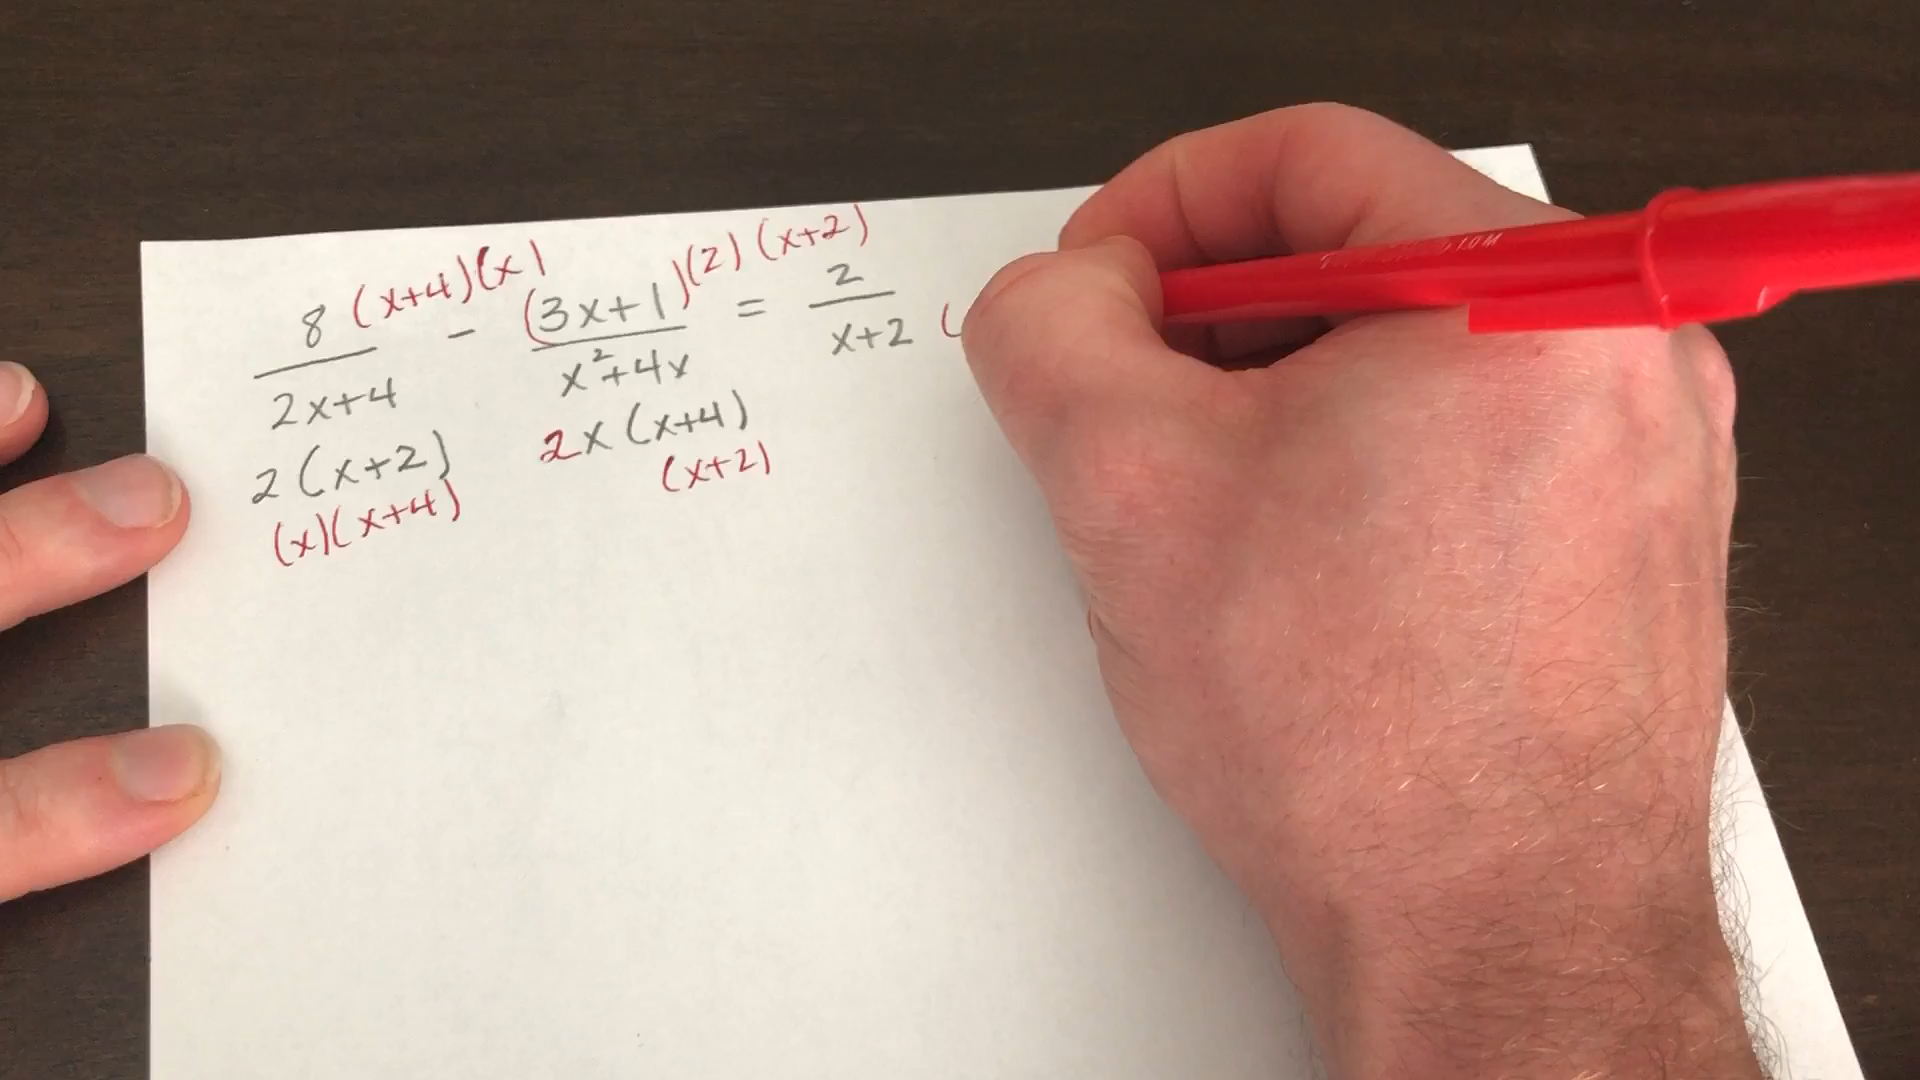 8 (x+4)(x) - (3x+1)(2)(x+2) = 2
2x+4 x²+4x x+2 (
2(x+2) 2x(x+4)
(x)(x+4) (x+2)